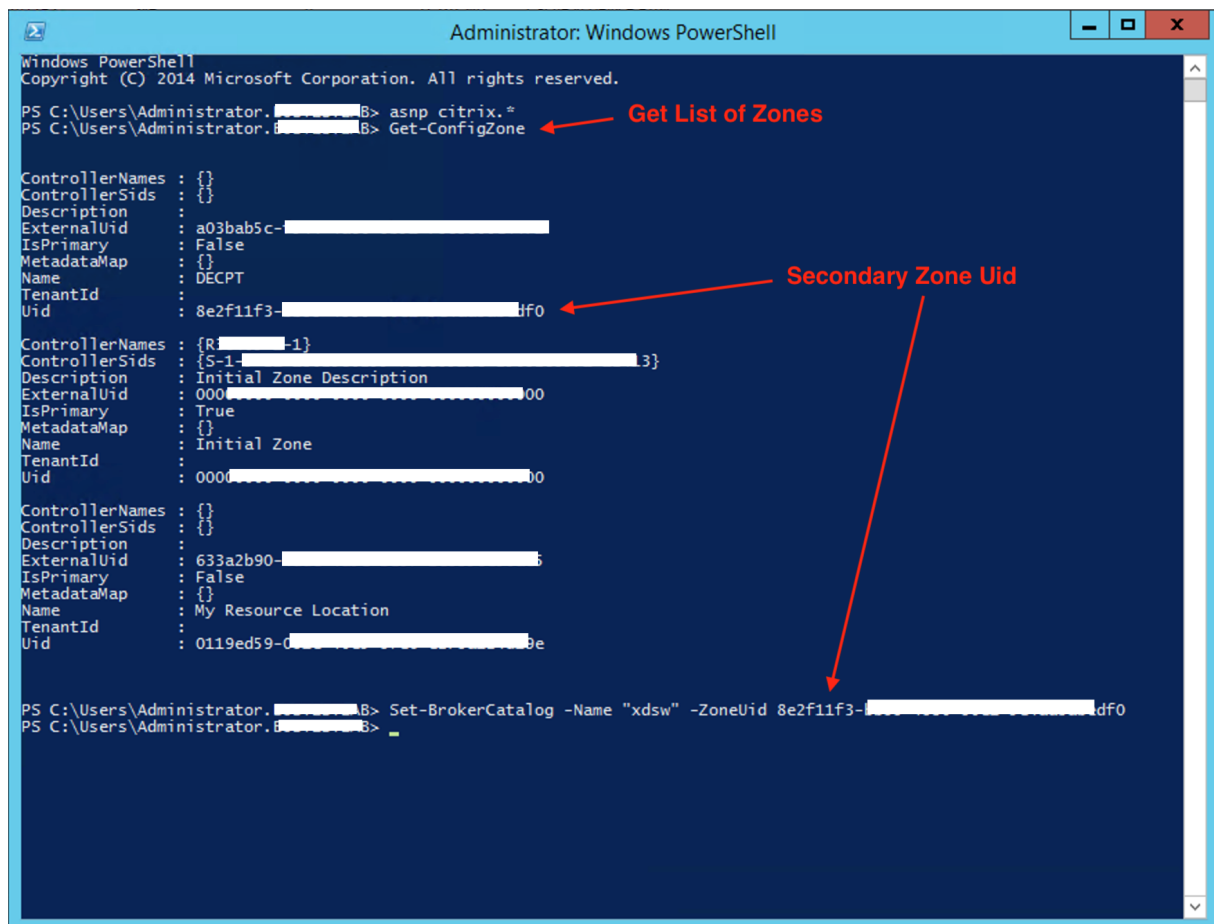 Administrator: Windows PowerShell
Windows PowerShell
Copyright (C) 2014 Microsoft Corporation. All rights reserved.
PS C:\Users\Administrator. B> asnp citrix.*
PS C:\Users\Administrator. B> Get-ConfigZone
Get List of Zones
ControllerNames : {}
ControllerSids : {}
Description :
ExternalUid : a03bab5c-
IsPrimary : False
MetadataMap : {}
Name : DECPT
TenantId :
Uid : 8e2f11f3- df0
Secondary Zone Uid
ControllerNames : {R -1}
ControllerSids : {S-1- 13}
Description : Initial Zone Description
ExternalUid : 000 00
IsPrimary : True
MetadataMap : {}
Name : Initial Zone
TenantId :
Uid : 000 00
ControllerNames : {}
ControllerSids : {}
Description :
ExternalUid : 633a2b90-
IsPrimary : False
MetadataMap : {}
Name : My Resource Location
TenantId :
Uid : 0119ed59- 9e
PS C:\Users\Administrator. B> Set-BrokerCatalog -Name "xdsw" -ZoneUid 8e2f11f3- df0
PS C:\Users\Administrator. B>